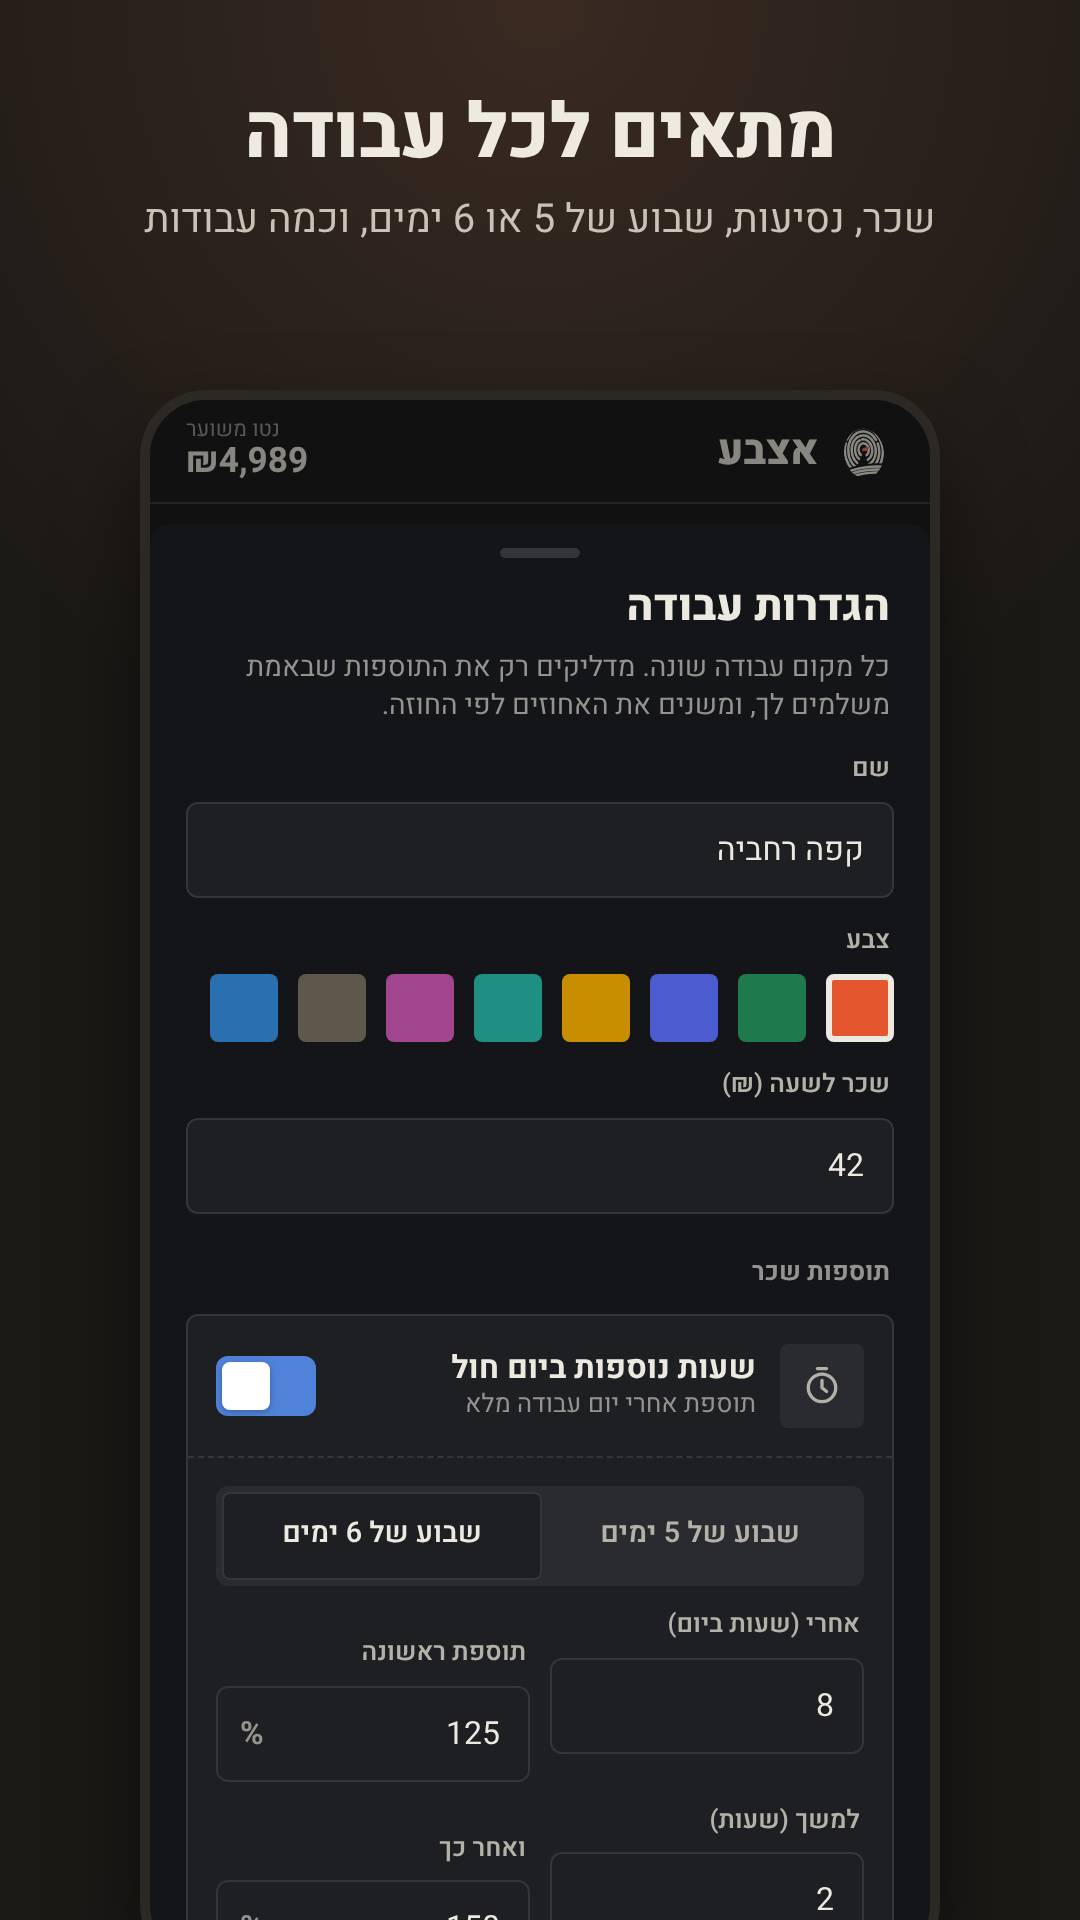 מתאים לכל עבודה
שכר, נסיעות, שבוע של 5 או 6 ימים, וכמה עבודות
אצבע
נטו משוער
₪4,989
הגדרות עבודה
כל מקום עבודה שונה. מדליקים רק את התוספות שבאמת
משלמים לך, ומשנים את האחוזים לפי החוזה.
שם
קפה רחביה
צבע
שכר לשעה (₪)
42
תוספות שכר
שעות נוספות ביום חול
תוספת אחרי יום עבודה מלא
שבוע של 5 ימים
שבוע של 6 ימים
אחרי (שעות ביום)
תוספת ראשונה
8
125 %
למשך (שעות)
ואחר כך
2
150 %